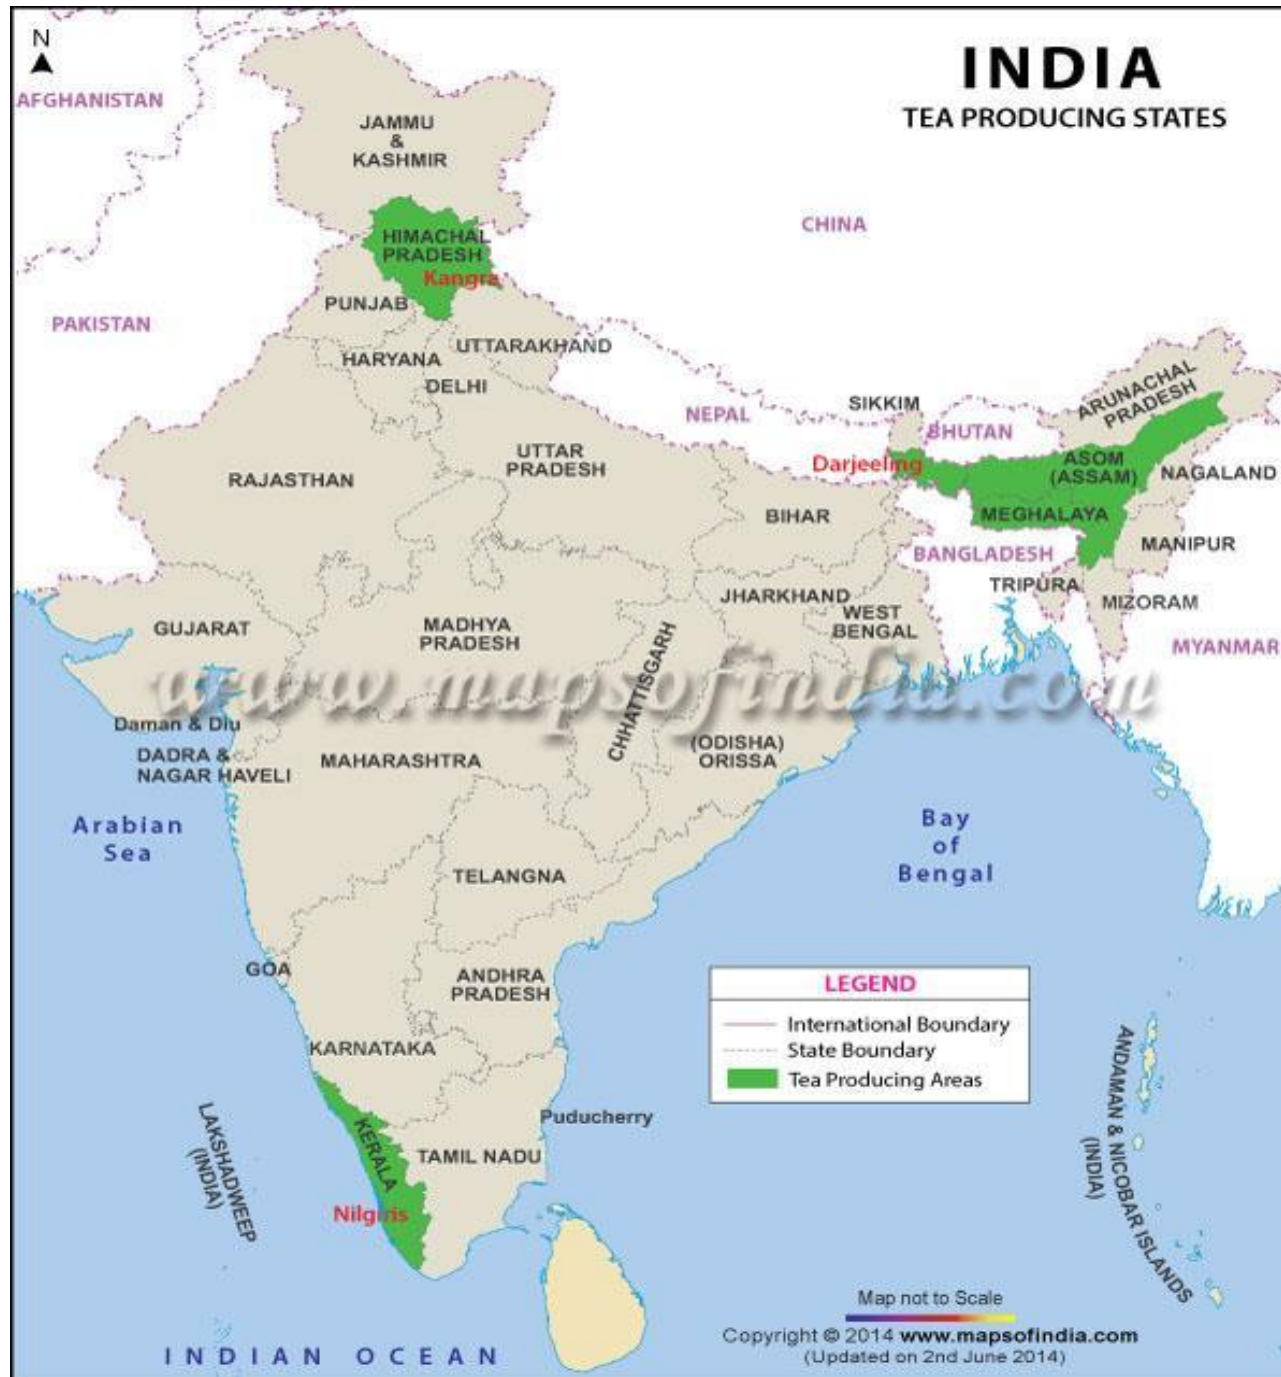 INDIA
TEA PRODUCING STATES
N
AFGHANISTAN
JAMMU
&
KASHMIR
CHINA
HIMACHAL
PRADESH
Kangra
PUNJAB
PAKISTAN
UTTARAKHAND
HARYANA
DELHI
ARUNACHAL
PRADESH
SIKKIM
NEPAL
BHUTAN
UTTAR
PRADESH
Darjeeling
ASOM
(ASSAM)
NAGALAND
RAJASTHAN
BIHAR
MEGHALAYA
MANIPUR
BANGLADESH
TRIPURA
JHARKHAND
MIZORAM
WEST
BENGAL
GUJARAT
MADHYA
PRADESH
MYANMAR
CHHATTISGARH
www.mapsofindia.com
Daman & Diu
DADRA &
NAGAR HAVELI
MAHARASHTRA
(ODISHA)
ORISSA
Arabian
Sea
Bay
of
Bengal
TELANGNA
GOA
ANDHRA
PRADESH
LEGEND
International Boundary
State Boundary
Tea Producing Areas
KARNATAKA
Puducherry
KERALA
TAMIL NADU
LAKSHADWEEP
(INDIA)
Nilgiris
ANDAMAN & NICOBAR ISLANDS
(INDIA)
Map not to Scale
Copyright © 2014 www.mapsofindia.com
(Updated on 2nd June 2014)
INDIAN OCEAN